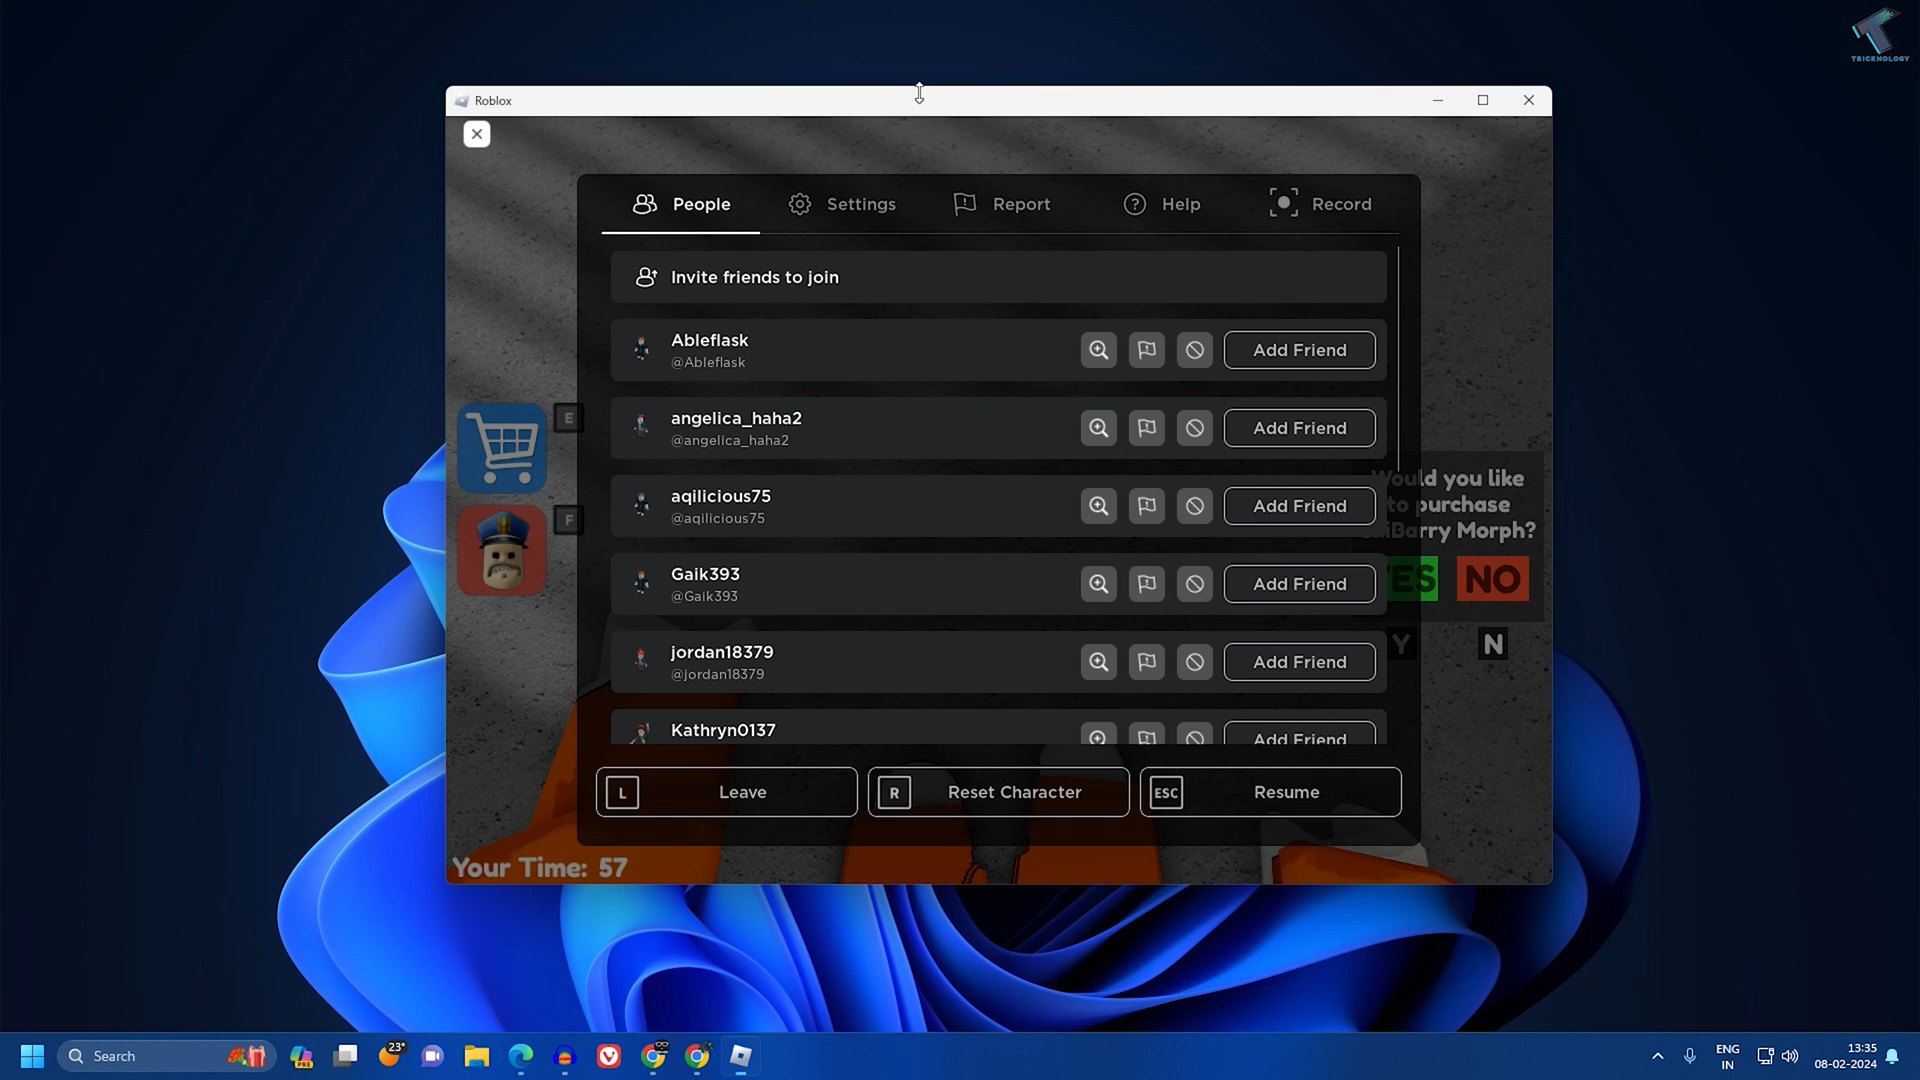 TRICKNOLOGY
Roblox
People
Settings
Report
Help
Record
Invite friends to join
Ableflask
@Ableflask
Add Friend
angelica_haha2
@angelica_haha2
Add Friend
aqilicious75
@aqilicious75
Add Friend
Gaik393
@Gaik393
Add Friend
jordan18379
@jordan18379
Add Friend
Kathryn0137
Add Friend
E
F
Would you like
to purchase
Barry Morph?
YES
NO
Y
N
L
Leave
R
Reset Character
ESC
Resume
Your Time: 57
Search
PRE
23°
ENG
IN
13:35
08-02-2024